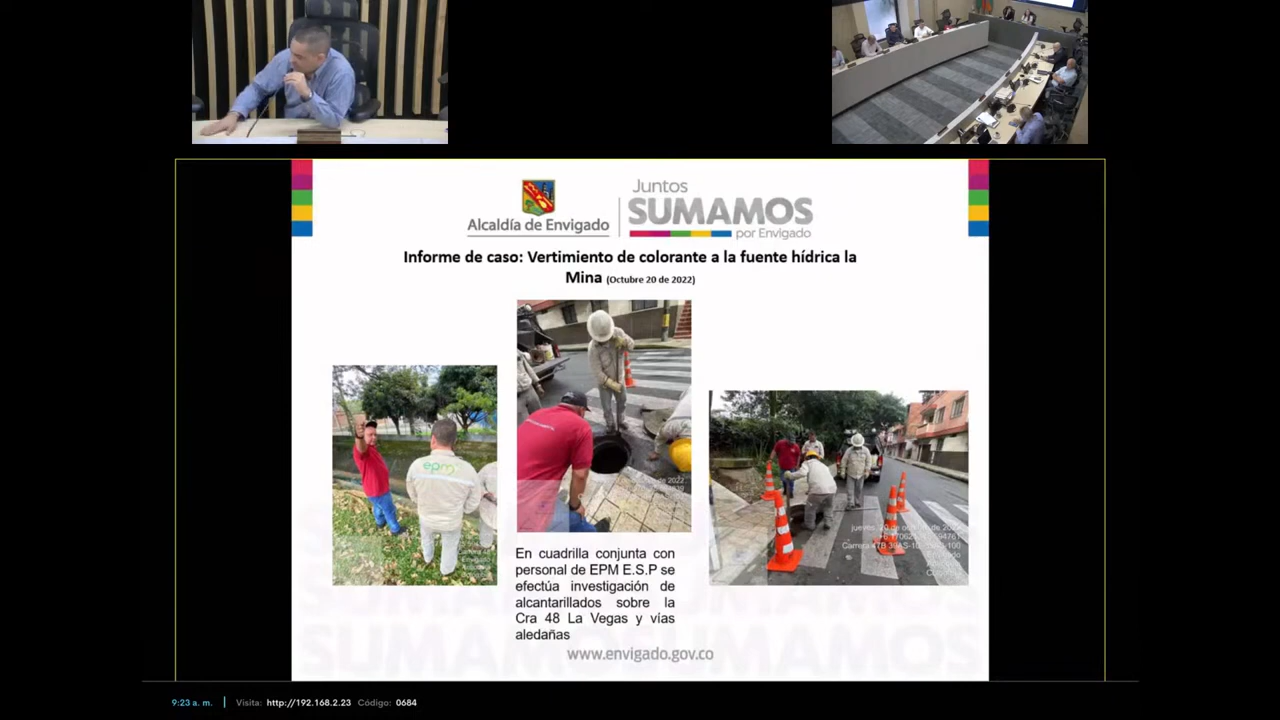 Alcaldía de Envigado
Juntos
SUMAMOS
por Envigado
Informe de caso: Vertimiento de colorante a la fuente hídrica la
Mina (Octubre 20 de 2022)
epm
En cuadrilla conjunta con
personal de EPM E.S.P se
efectúa investigación de
alcantarillados sobre la
Cra 48 La Vegas y vías
aledañas
www.envigado.gov.co
9:23 a. m. Visita: http://192.168.2.23 Código: 0684